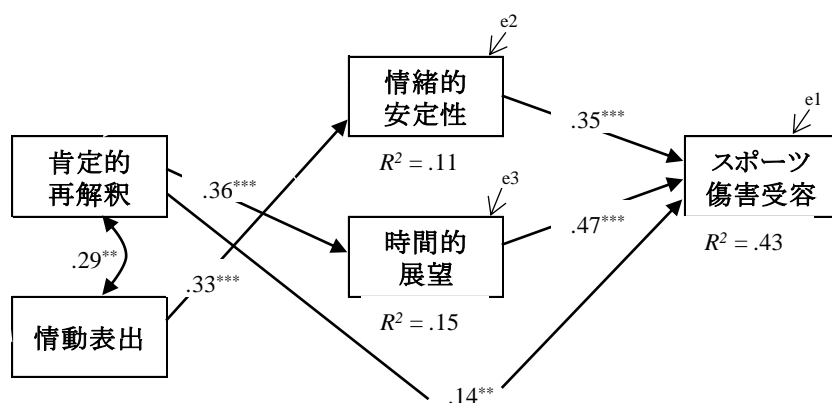 e2
情緒的
安定性
R² = .11
.35***
e1
スポーツ
傷害受容
R² = .43
肯定的
再解釈
.36***
e3
時間的
展望
R² = .15
.47***
.29**
.33***
情動表出
.14**